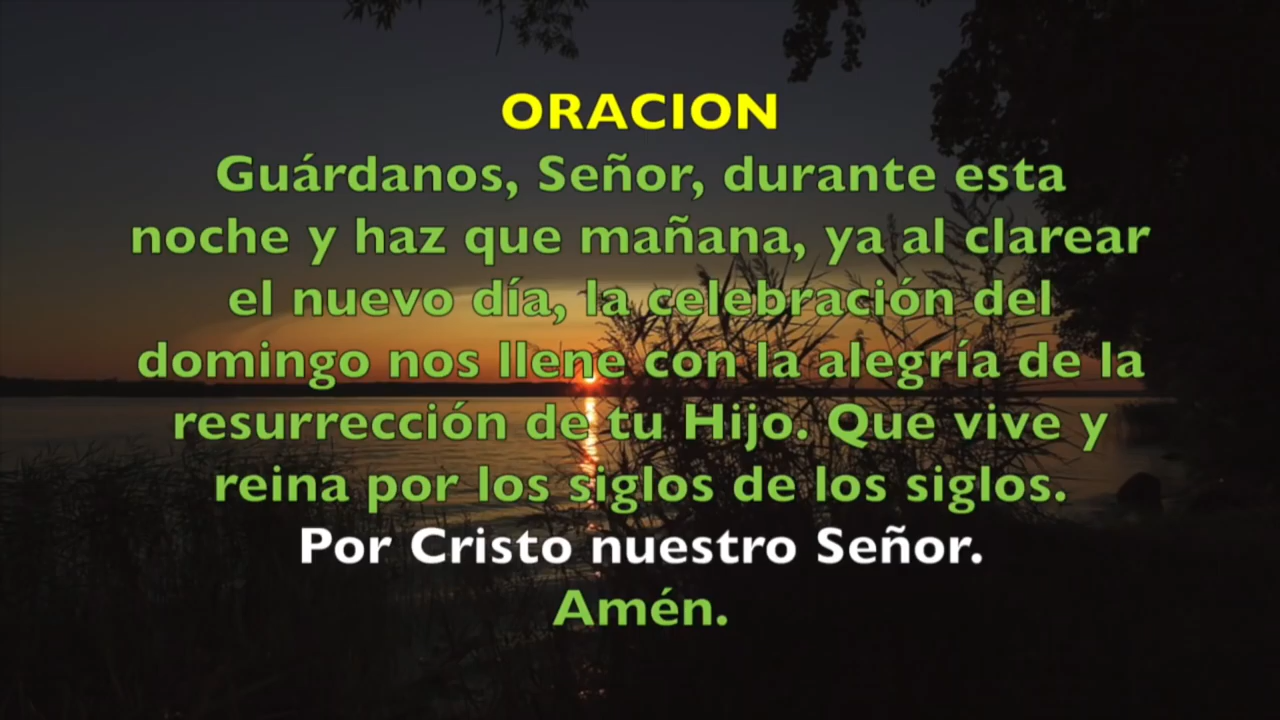 ORACION
Guárdanos, Señor, durante esta
noche y haz que mañana, ya al clarear
el nuevo día, la celebración del
domingo nos llene con la alegría de la
resurrección de tu Hijo. Que vive y
reina por los siglos de los siglos.
Por Cristo nuestro Señor.
Amén.